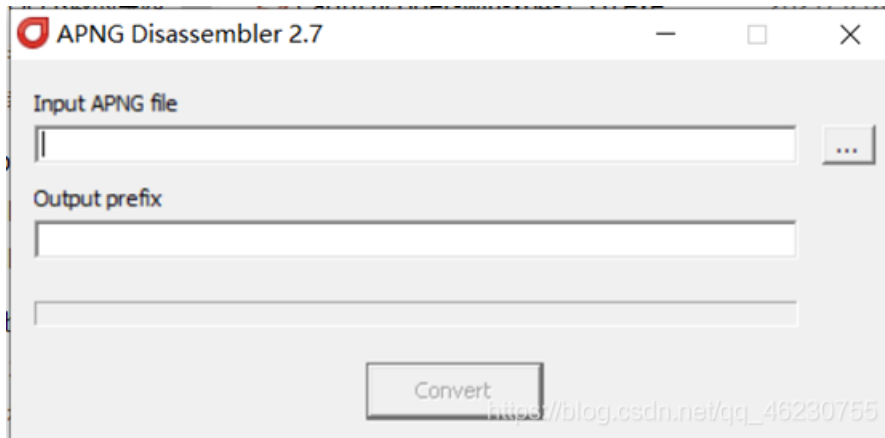 APNG Disassembler 2.7
Input APNG file
...
Output prefix
Convert
https://blog.csdn.net/qq_46230755